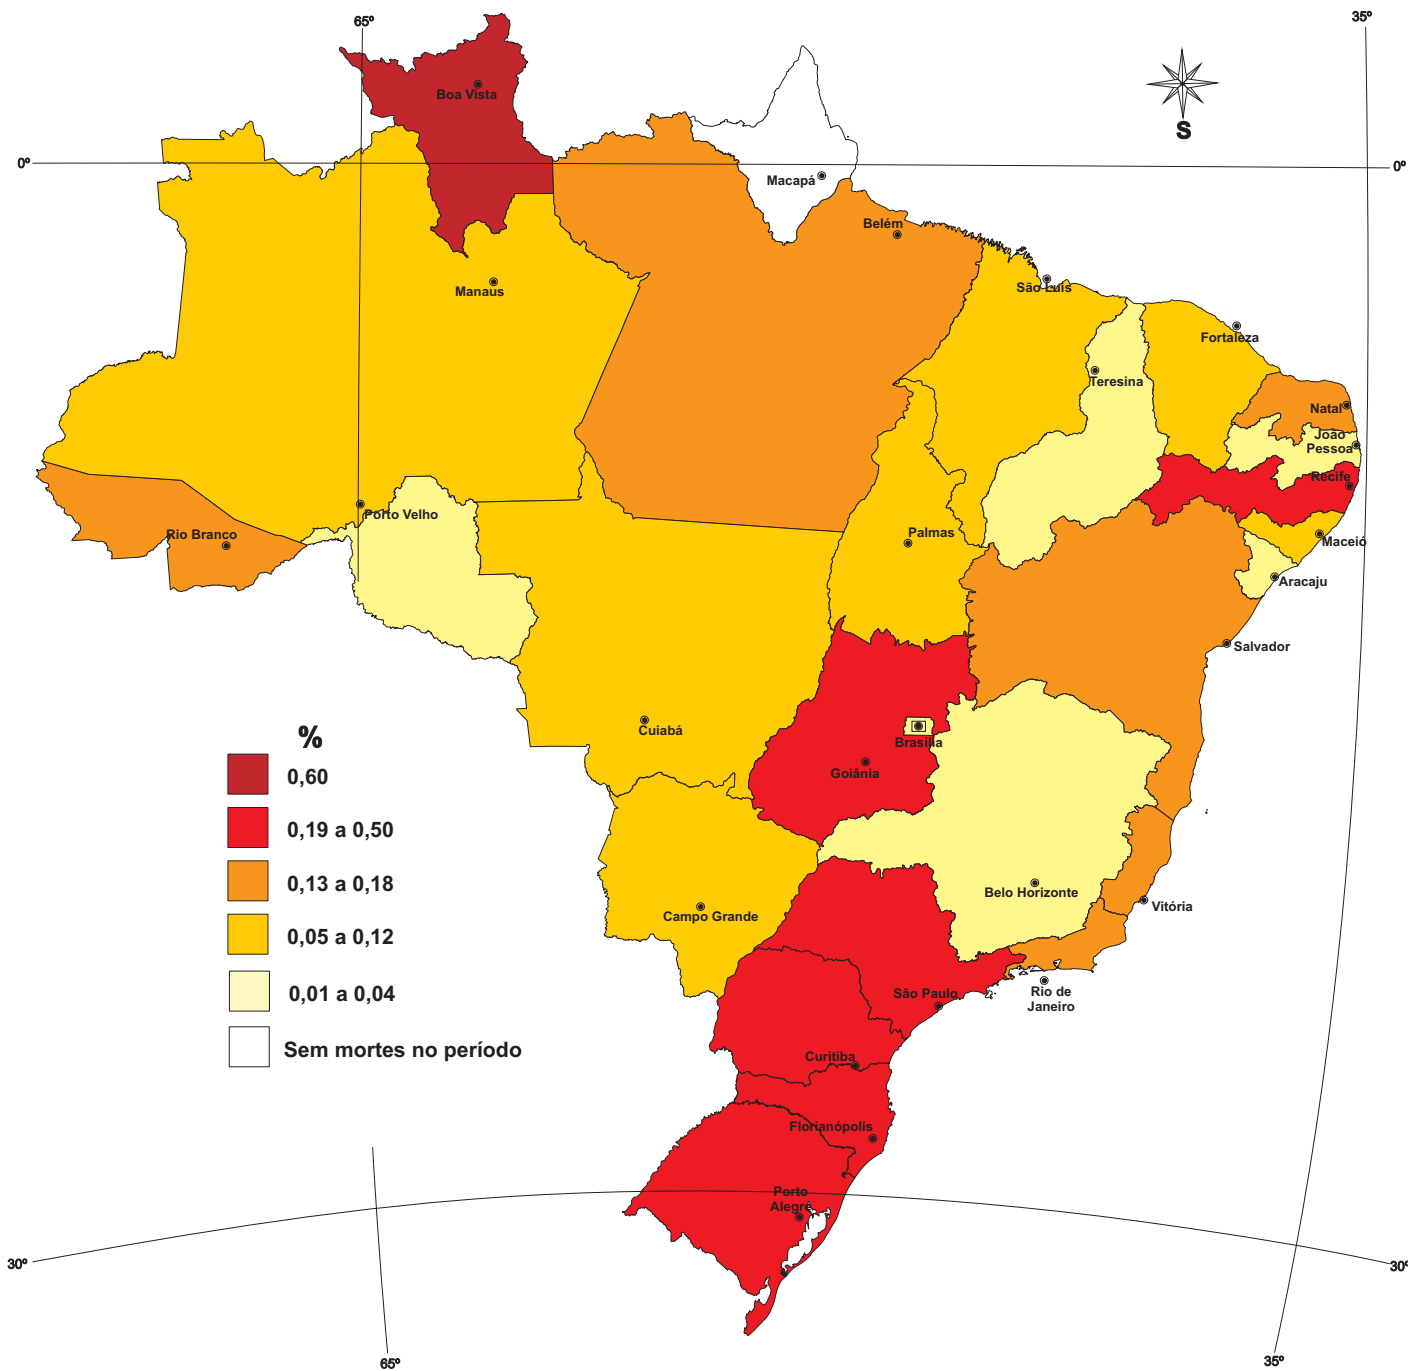 65º
35º
Boa Vista
S
0º
0º
Macapá
Belém
Manaus
São Luís
Fortaleza
Teresina
Natal
João
Pessoa
Recife
Porto Velho
Rio Branco
Palmas
Maceió
Aracaju
Salvador
Cuiabá
Brasília
Goiânia
%
0,60
0,19 a 0,50
0,13 a 0,18
0,05 a 0,12
0,01 a 0,04
Sem mortes no período
Belo Horizonte
Campo Grande
Vitória
São Paulo
Rio de
Janeiro
Curitiba
Florianópolis
Porto
Alegre
30º
30º
65º
35º